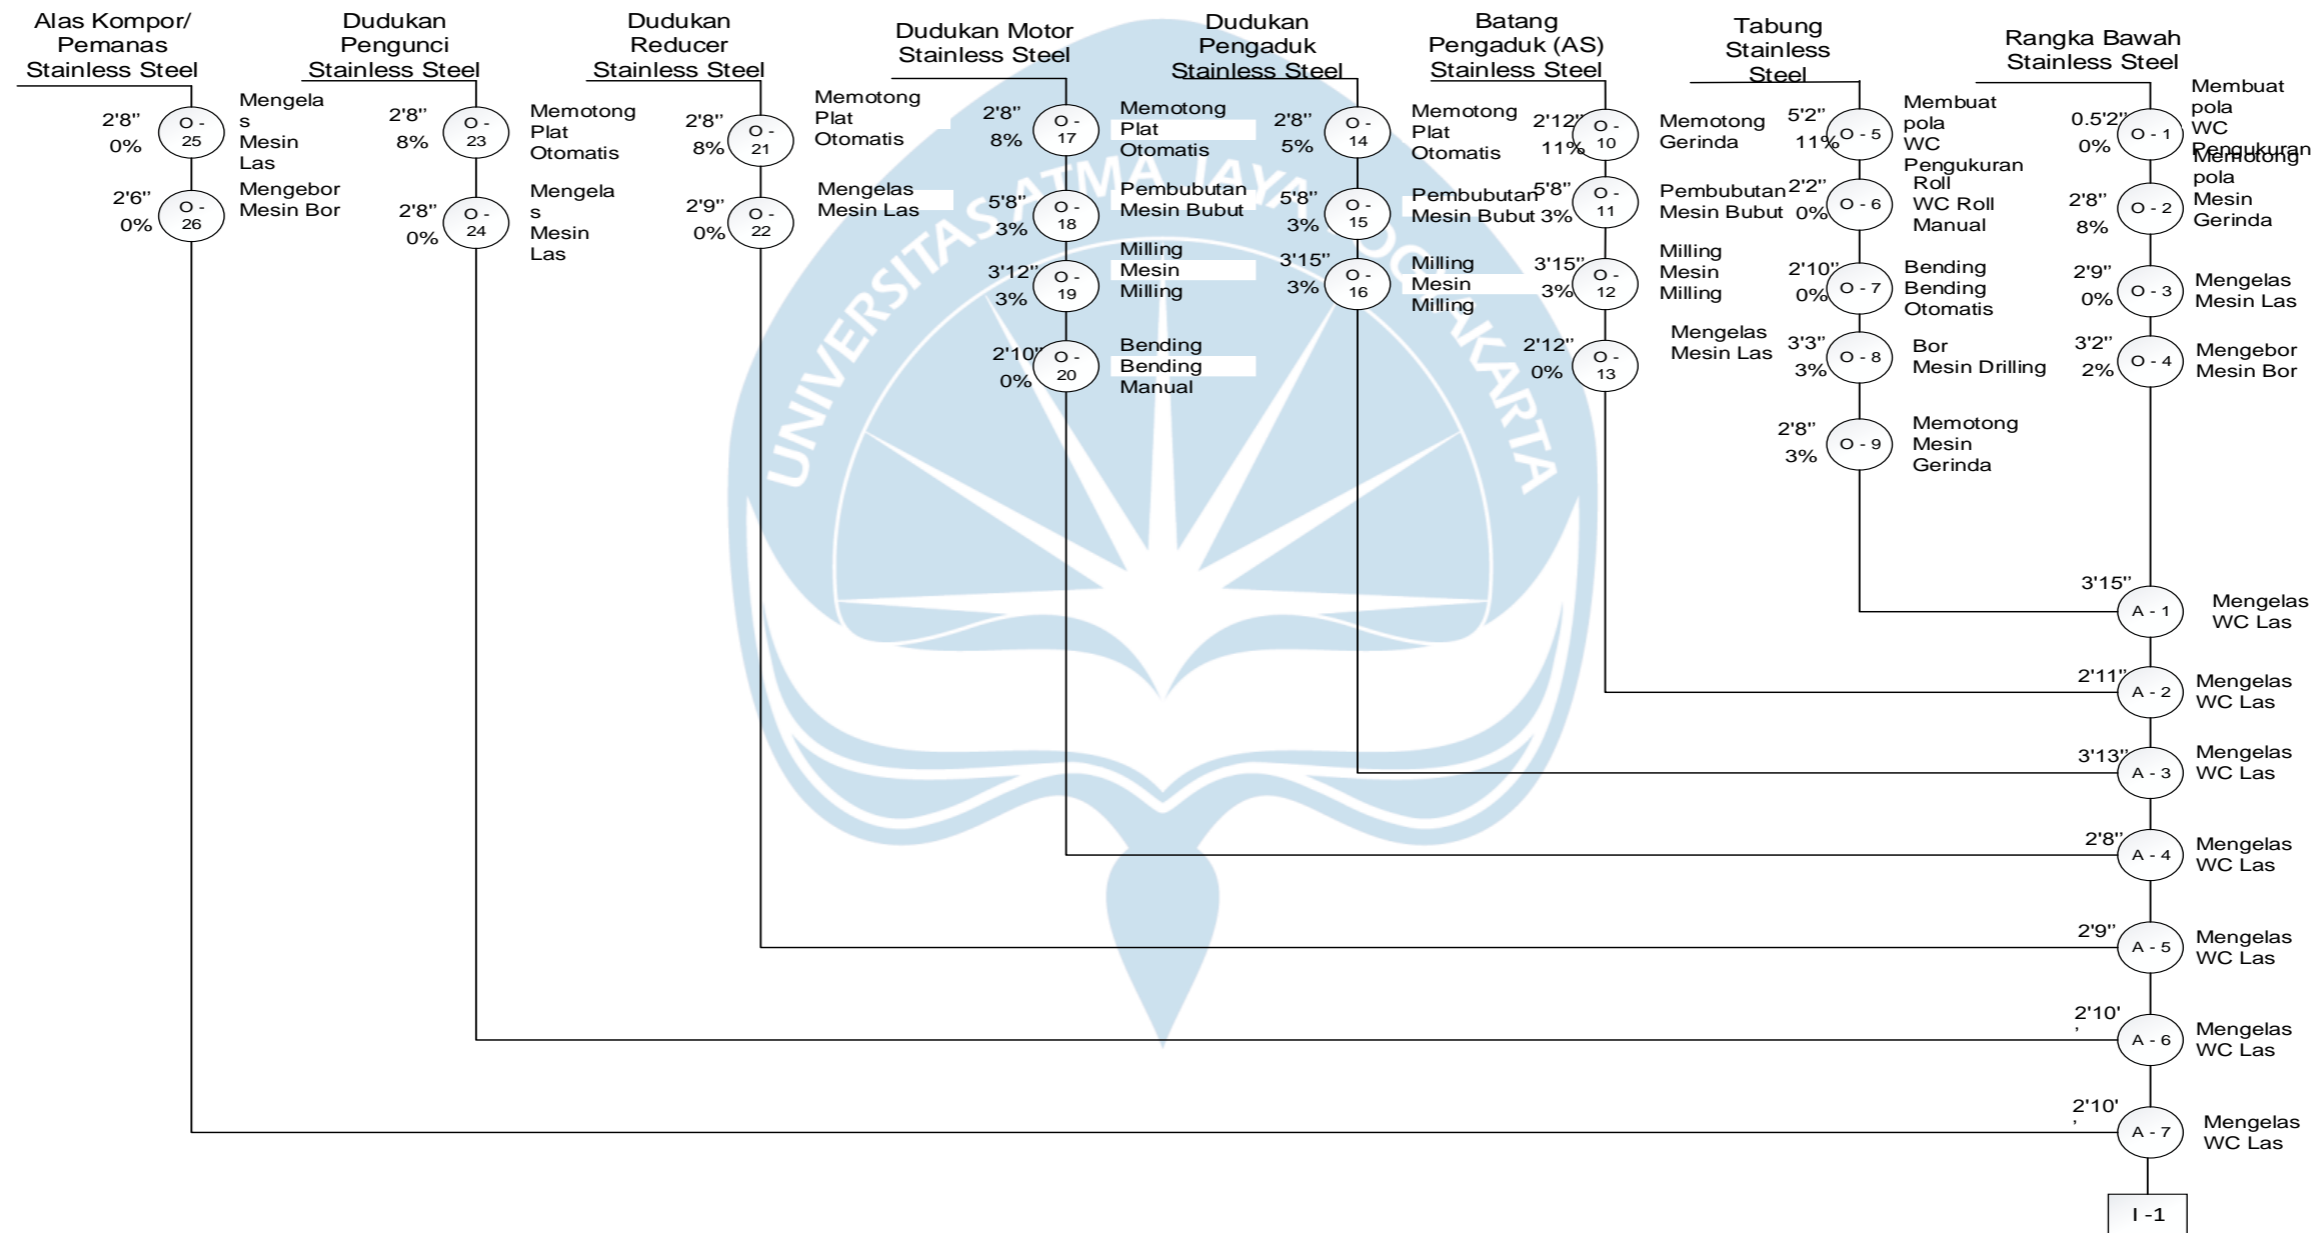 Alas Kompor/
Pemanas
Stainless Steel
2'8''
0%
O -
25
Mengela
s
Mesin
Las
2'6''
0%
O -
26
Mengebor
Mesin Bor
Dudukan
Pengunci
Stainless Steel
2'8''
8%
O -
23
Memotong
Plat
Otomatis
2'8''
0%
O -
24
Mengela
s
Mesin
Las
Dudukan
Reducer
Stainless Steel
2'8''
8%
O -
21
Memotong
Plat
Otomatis
2'9''
0%
O -
22
Mengelas
Mesin Las
Dudukan Motor
Stainless Steel
2'8''
8%
O -
17
Memotong
Plat
Otomatis
5'8''
3%
O -
18
Pembubutan
Mesin Bubut
3'12''
3%
O -
19
Milling
Mesin
Milling
2'10''
0%
O -
20
Bending
Bending
Manual
Dudukan
Pengaduk
Stainless Steel
2'8''
5%
O -
14
Memotong
Plat
Otomatis
5'8''
3%
O -
15
Pembubutan
Mesin Bubut
3'15''
3%
O -
16
Milling
Mesin
Milling
Batang
Pengaduk (AS)
Stainless Steel
2'12''
11%
O -
10
Memotong
Gerinda
5'8''
3%
O -
11
Pembubutan
Mesin Bubut
3'15''
3%
O -
12
Milling
Mesin
Milling
2'12''
0%
O -
13
Mengelas
Mesin Las
Tabung
Stainless
Steel
5'2''
11%
O - 5
Membuat
pola
WC
Pengukuran
2'2''
0%
O - 6
Roll
WC Roll
Manual
2'10''
0%
O - 7
Bending
Bending
Otomatis
3'3''
3%
O - 8
Bor
Mesin Drilling
2'8''
3%
O - 9
Memotong
Mesin
Gerinda
Rangka Bawah
Stainless Steel
0.5'2''
0%
O - 1
Membuat
pola
WC
Pengukuran
2'8''
8%
O - 2
Memotong
pola
Mesin
Gerinda
2'9''
0%
O - 3
Mengelas
Mesin Las
3'2''
2%
O - 4
Mengebor
Mesin Bor
3'15''
A - 1
Mengelas
WC Las
2'11''
A - 2
Mengelas
WC Las
3'13''
A - 3
Mengelas
WC Las
2'8''
A - 4
Mengelas
WC Las
2'9''
A - 5
Mengelas
WC Las
2'10'
'
A - 6
Mengelas
WC Las
2'10'
'
A - 7
Mengelas
WC Las
I -1
UNIVERSITAS ATMA JAYA YOGYAKARTA